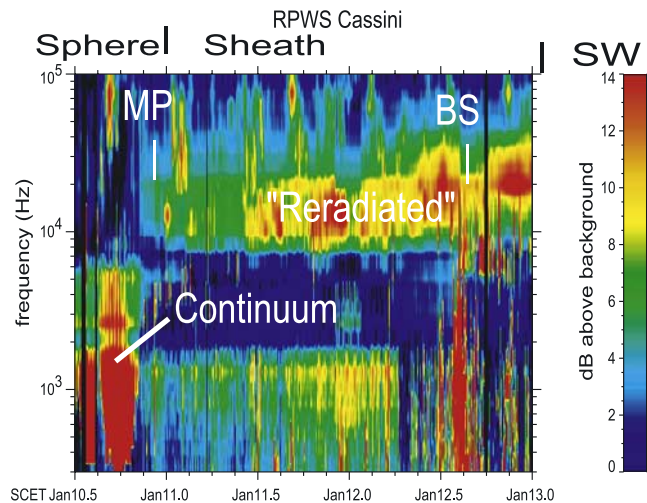 RPWS Cassini
Sphere Sheath SW
10^5
14
MP
BS
12
10
"Reradiated"
10^4
8
frequency (Hz)
dB above background
6
Continuum
4
10^3
2
0
SCET Jan10.5 Jan11.0 Jan11.5 Jan12.0 Jan12.5 Jan13.0